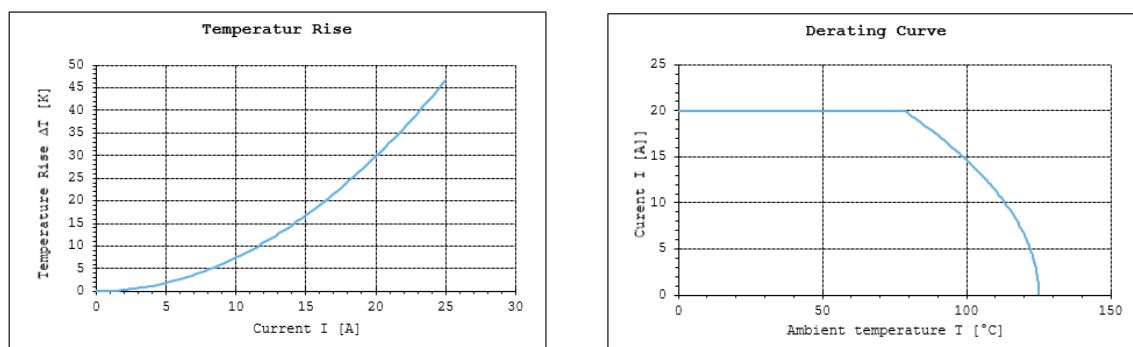 Temperatur Rise
Temperature Rise ΔT [K]
50
45
40
35
30
25
20
15
10
5
0
0 5 10 15 20 25 30
Current I [A]
Derating Curve
Curent I [A]]
25
20
15
10
5
0
0 50 100 150
Ambient temperature T [°C]